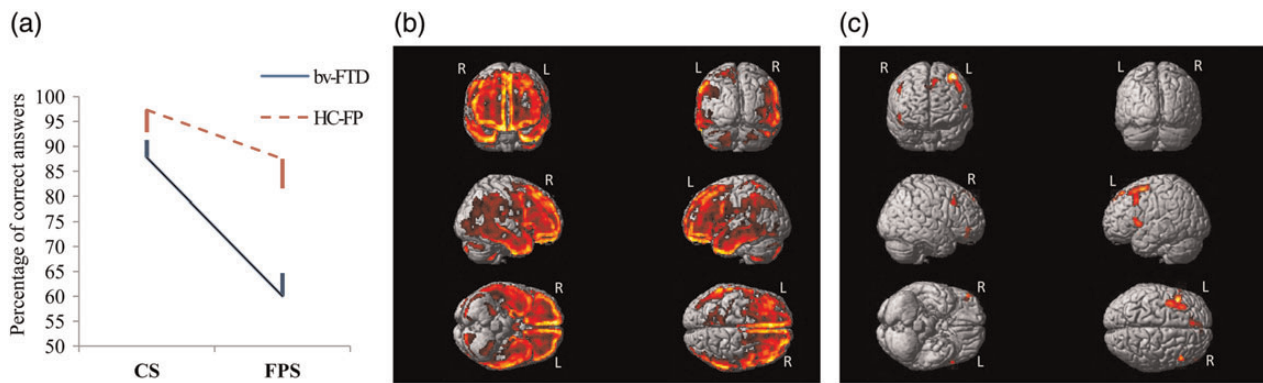 (a)
bv-FTD
HC-FP
Percentage of correct answers
100
95
90
85
80
75
70
65
60
55
50
CS FPS
(b)
R L L R
R L
R L
L R
(c)
R L L R
R L
R L
L R